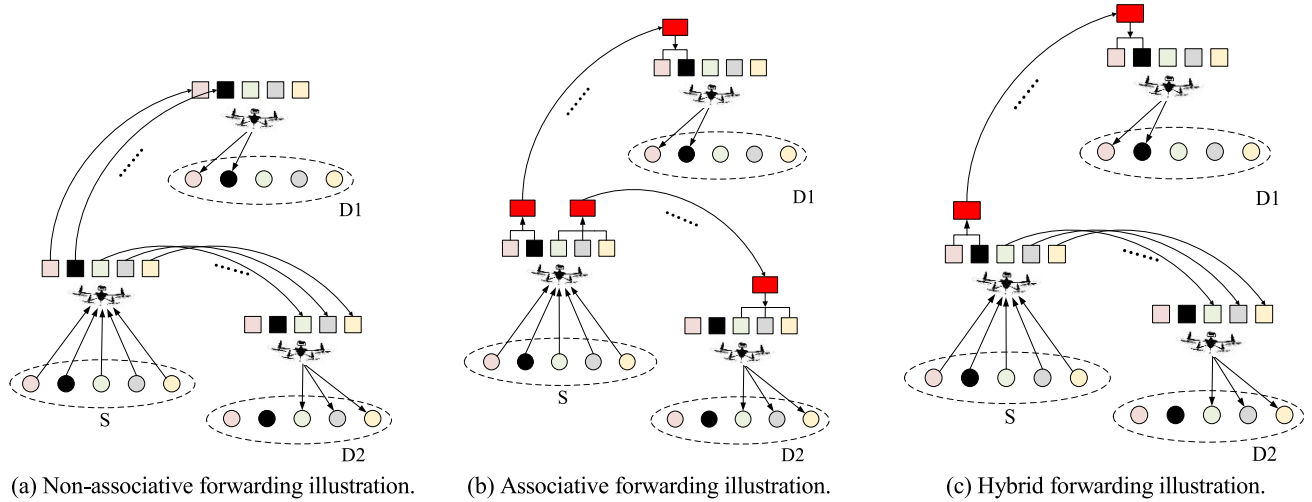 D1
S
D2
(a) Non-associative forwarding illustration.
D1
S
D2
(b) Associative forwarding illustration.
D1
S
D2
(c) Hybrid forwarding illustration.